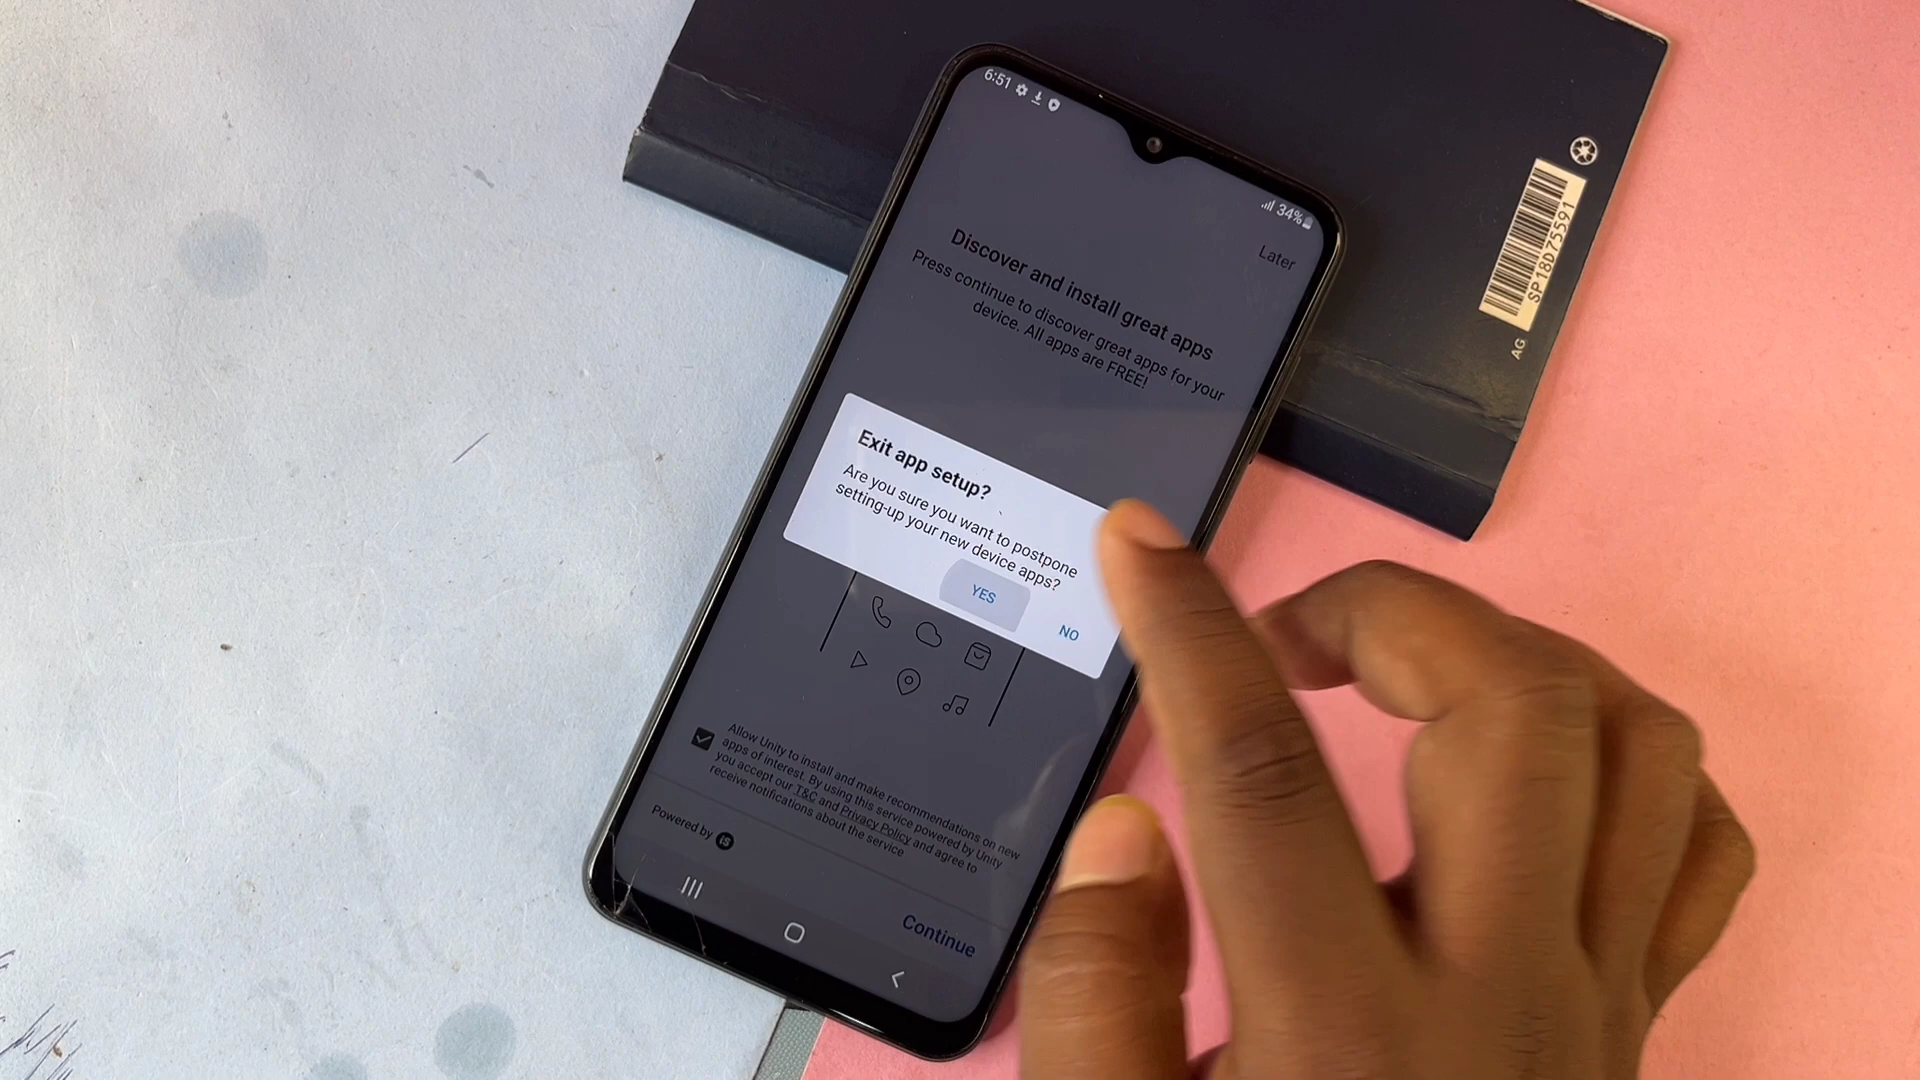 6:51
34%
Later
Discover and install great apps
Press continue to discover great apps for your
device. All apps are FREE!
Exit app setup?
Are you sure you want to postpone
setting-up your new device apps?
YES
NO
Allow Unity to install and make recommendations on new
apps of interest. By using this service powered by Unity
you accept our T&C and Privacy Policy and agree to
receive notifications about the service
Powered by is
Continue
SP18D75591
AG